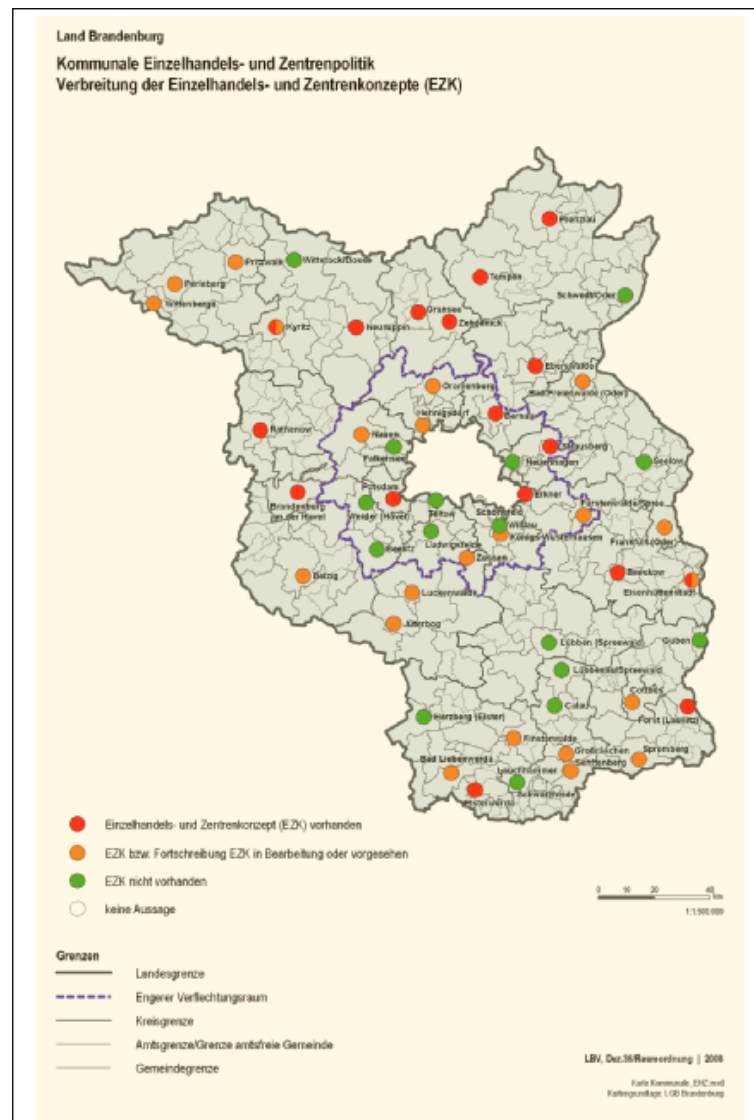 Land Brandenburg
Kommunale Einzelhandels- und Zentrenpolitik
Verbreitung der Einzelhandels- und Zentrenkonzepte (EZK)
Prenzlau
Pritzwalk
Wittstock/Dosse
Templin
Perleberg
Schwedt/Oder
Wittenberge
Gransee
Zehdenick
Kyritz
Neuruppin
Eberswalde
Bad Freienwalde (Oder)
Oranienburg
Hennigsdorf
Bernau
Rathenow
Nauen
Falkensee
Strausberg
Neuenhagen
Seelow
Potsdam
Erkner
Brandenburg
an der Havel
Werder (Havel)
Teltow
Schönefeld
Wildau
Fürstenwalde/Spree
Frankfurt (Oder)
Königs Wusterhausen
Ludwigsfelde
Beelitz
Zossen
Beeskow
Eisenhüttenstadt
Belzig
Luckenwalde
Jüterbog
Lübben (Spreewald)
Guben
Lübbenau/Spreewald
Cottbus
Calau
Forst (Lausitz)
Herzberg (Elster)
Finsterwalde
Großräschen
Spremberg
Bad Liebenwerda
Senftenberg
Lauchhammer
Schwarzheide
Elsterwerda
Einzelhandels- und Zentrenkonzept (EZK) vorhanden
EZK bzw. Fortschreibung EZK in Bearbeitung oder vorgesehen
EZK nicht vorhanden
keine Aussage
0 10 20 40
km
1:1.500.000
Grenzen
Landesgrenze
Engerer Verflechtungsraum
Kreisgrenze
Amtsgrenze/Grenze amtsfreie Gemeinde
Gemeindegrenze
LBV, Dez.36/Raumordnung | 2008
Karte Kommunale_EHZ.mxd
Kartengrundlage: LGB Brandenburg